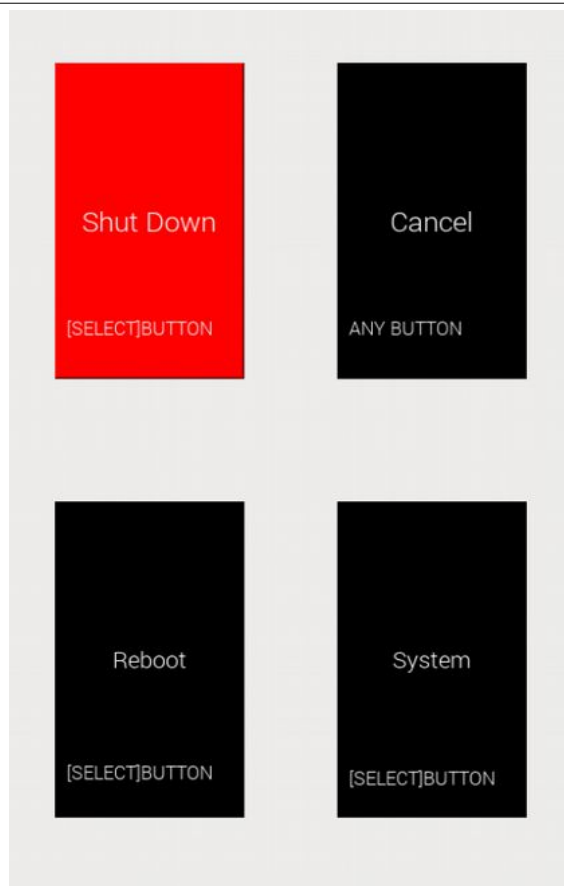 Shut Down
[SELECT]BUTTON
Cancel
ANY BUTTON
Reboot
[SELECT]BUTTON
System
[SELECT]BUTTON